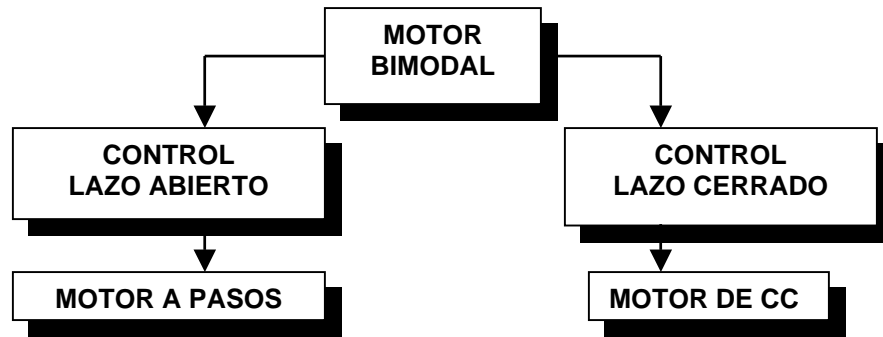 MOTOR
BIMODAL
CONTROL
LAZO ABIERTO
CONTROL
LAZO CERRADO
MOTOR A PASOS
MOTOR DE CC